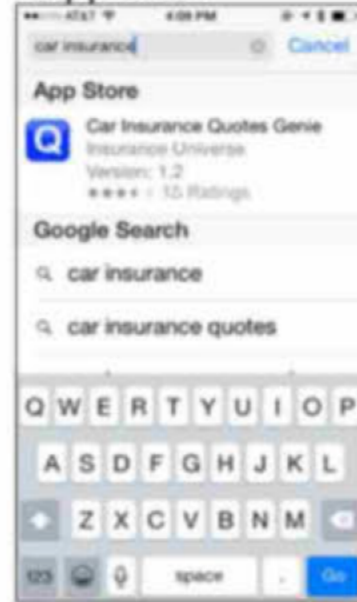 AT&T 4:09 PM
car insurance Cancel
App Store
Q Car Insurance Quotes Genie
Insurance Universe
Version: 1.2
15 Ratings
Google Search
car insurance
car insurance quotes
Q W E R T Y U I O P
A S D F G H J K L
Z X C V B N M
123 space . Go